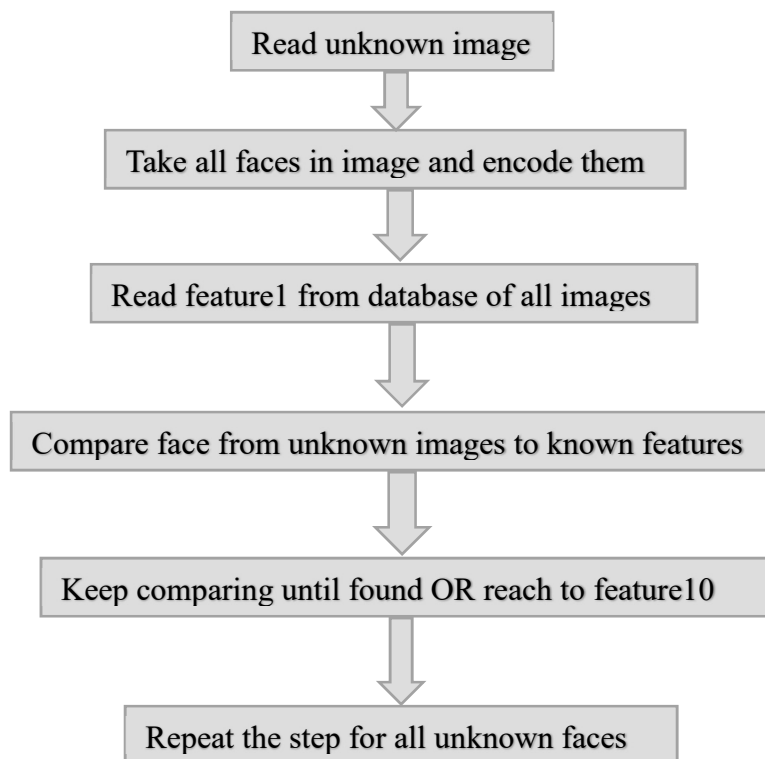 Read unknown image
Take all faces in image and encode them
Read feature1 from database of all images
Compare face from unknown images to known features
Keep comparing until found OR reach to feature10
Repeat the step for all unknown faces